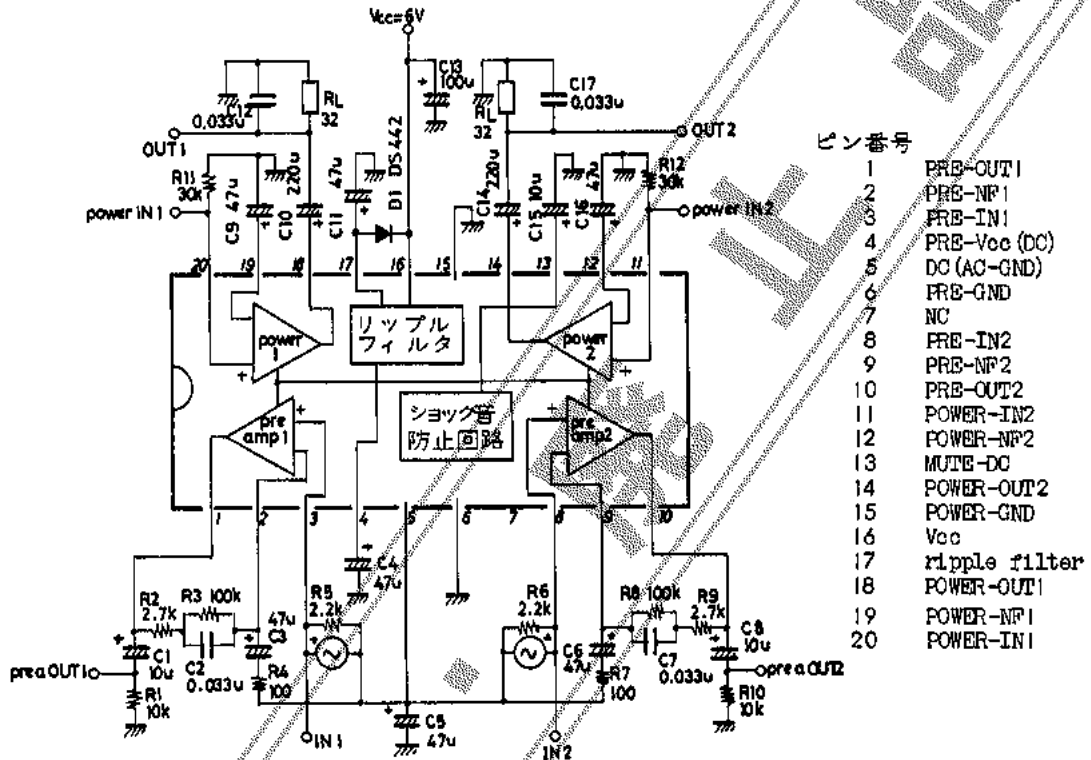 Vcc=6V
C13
100u
C12
0.033u
RL
32
OUT1
R11
30k
47u
220u
47u
D1 DS442
power IN1
C9
C10
C11
RL
32
C17
0.033u
OUT2
220u
10u
47u
R12
30k
C14
C15
C16
power IN2
20 19 18 17 16 15 14 13 12 11
power
1
リップル
フィルタ
power
2
pre
amp1
ショック音
防止回路
pre
amp2
1 2 3 4 5 6 7 8 9 10
R2
2.7k
R3 100k
C1
10u
C2
0.033u
47u
C3
R4
100
R5
2.2k
C4
47u
R6
2.2k
C6
47u
R7
100
R8 100k
R9
2.7k
C7
0.033u
C8
10u
preaOUT1
R1
10k
IN1
C5
47u
IN2
preaOUT2
R10
10k
ピン番号
1 PRE-OUT1
2 PRE-NF1
3 PRE-IN1
4 PRE-Vcc (DC)
5 DC (AC-GND)
6 PRE-GND
7 NC
8 PRE-IN2
9 PRE-NF2
10 PRE-OUT2
11 POWER-IN2
12 POWER-NF2
13 MUTE-DC
14 POWER-OUT2
15 POWER-GND
16 Vcc
17 ripple filter
18 POWER-OUT1
19 POWER-NF1
20 POWER-IN1